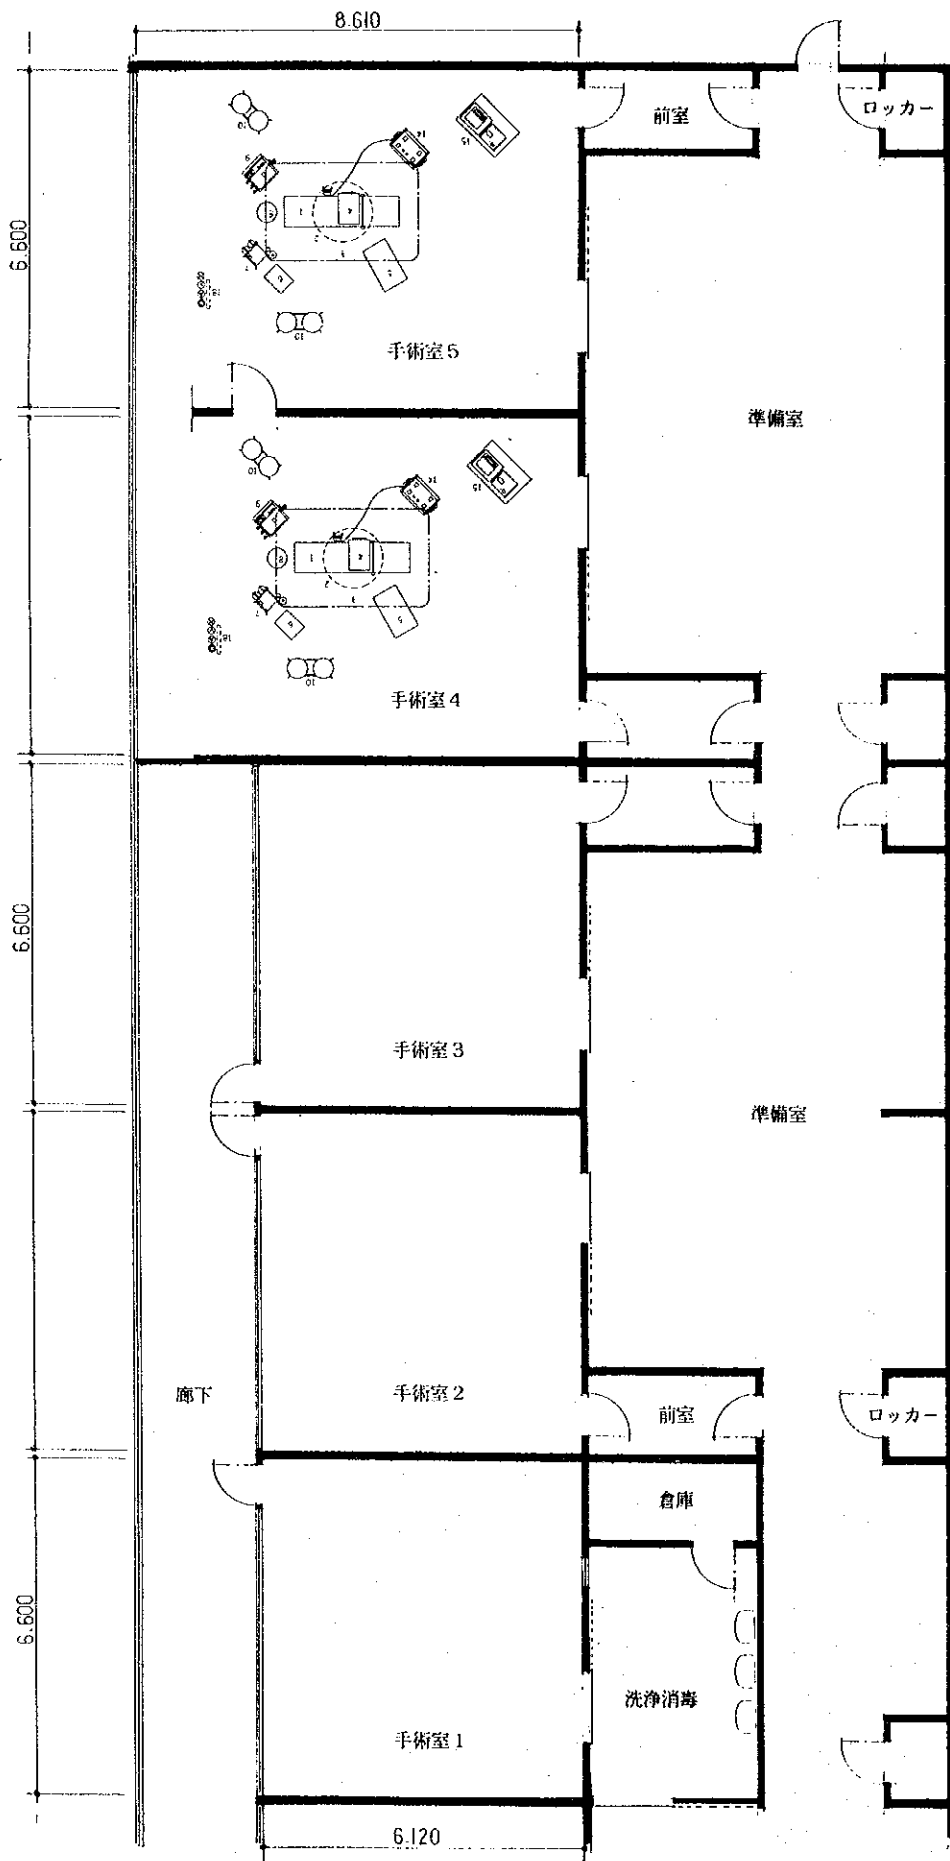 8.610
前室
ロッカー
6.600
手術室5
準備室
手術室4
6.600
手術室3
準備室
廊下
手術室2
前室
ロッカー
倉庫
6.600
洗浄消毒
手術室1
6.120